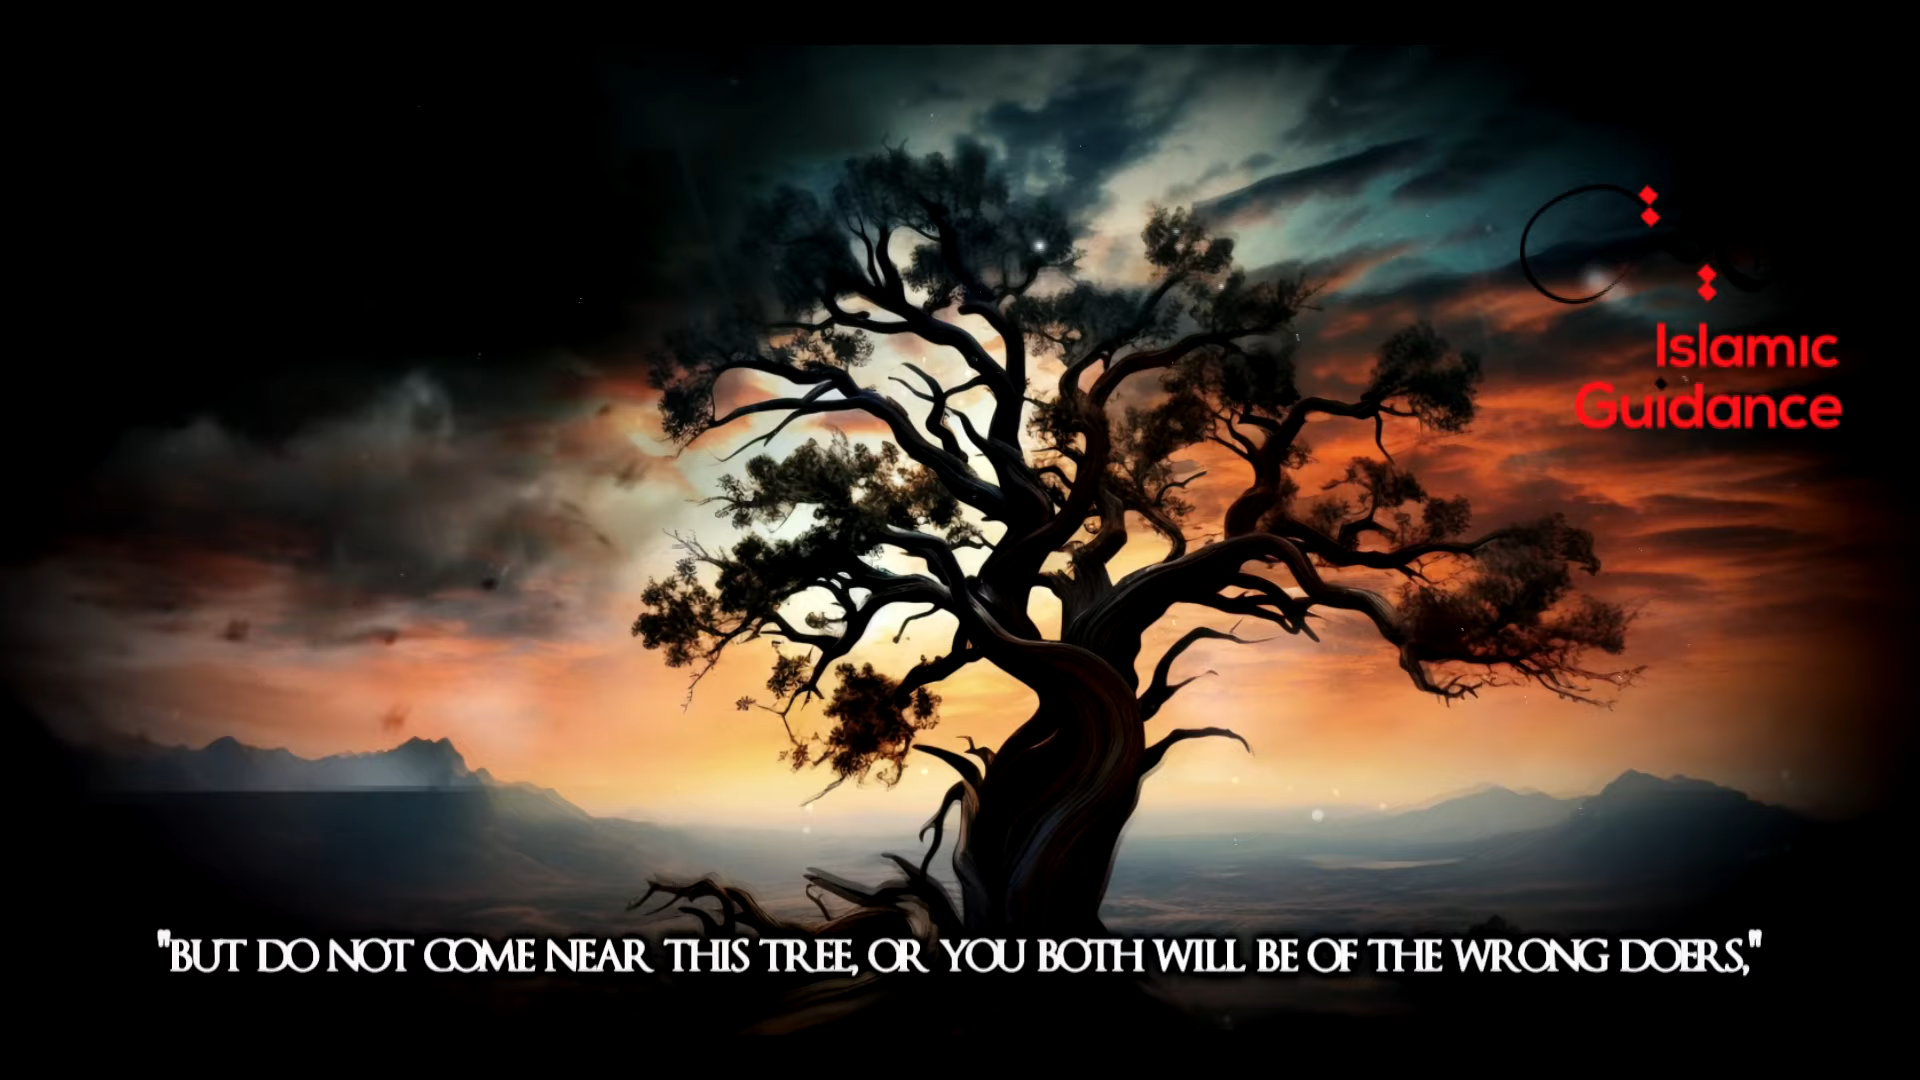 Islamic
Guidance
"BUT DO NOT COME NEAR THIS TREE, OR YOU BOTH WILL BE OF THE WRONG DOERS,"